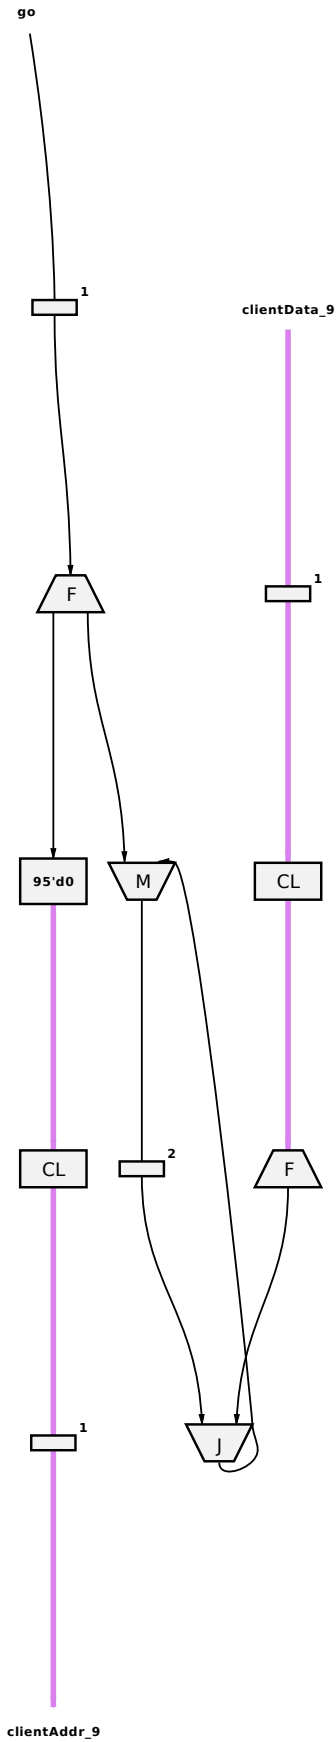 go
1
clientData_9
1
F
95'd0
M
CL
CL
2
F
1
J
clientAddr_9